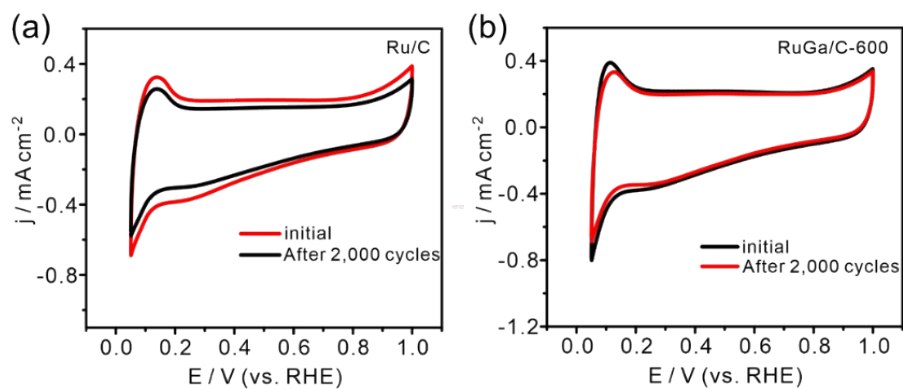 (a)
Ru/C
j / mA cm⁻²
0.4
0.0
-0.4
-0.8
initial
After 2,000 cycles
0.0 0.2 0.4 0.6 0.8 1.0
E / V (vs. RHE)
(b)
RuGa/C-600
j / mA cm⁻²
0.4
0.0
-0.4
-0.8
-1.2
initial
After 2,000 cycles
0.0 0.2 0.4 0.6 0.8 1.0
E / V (vs. RHE)